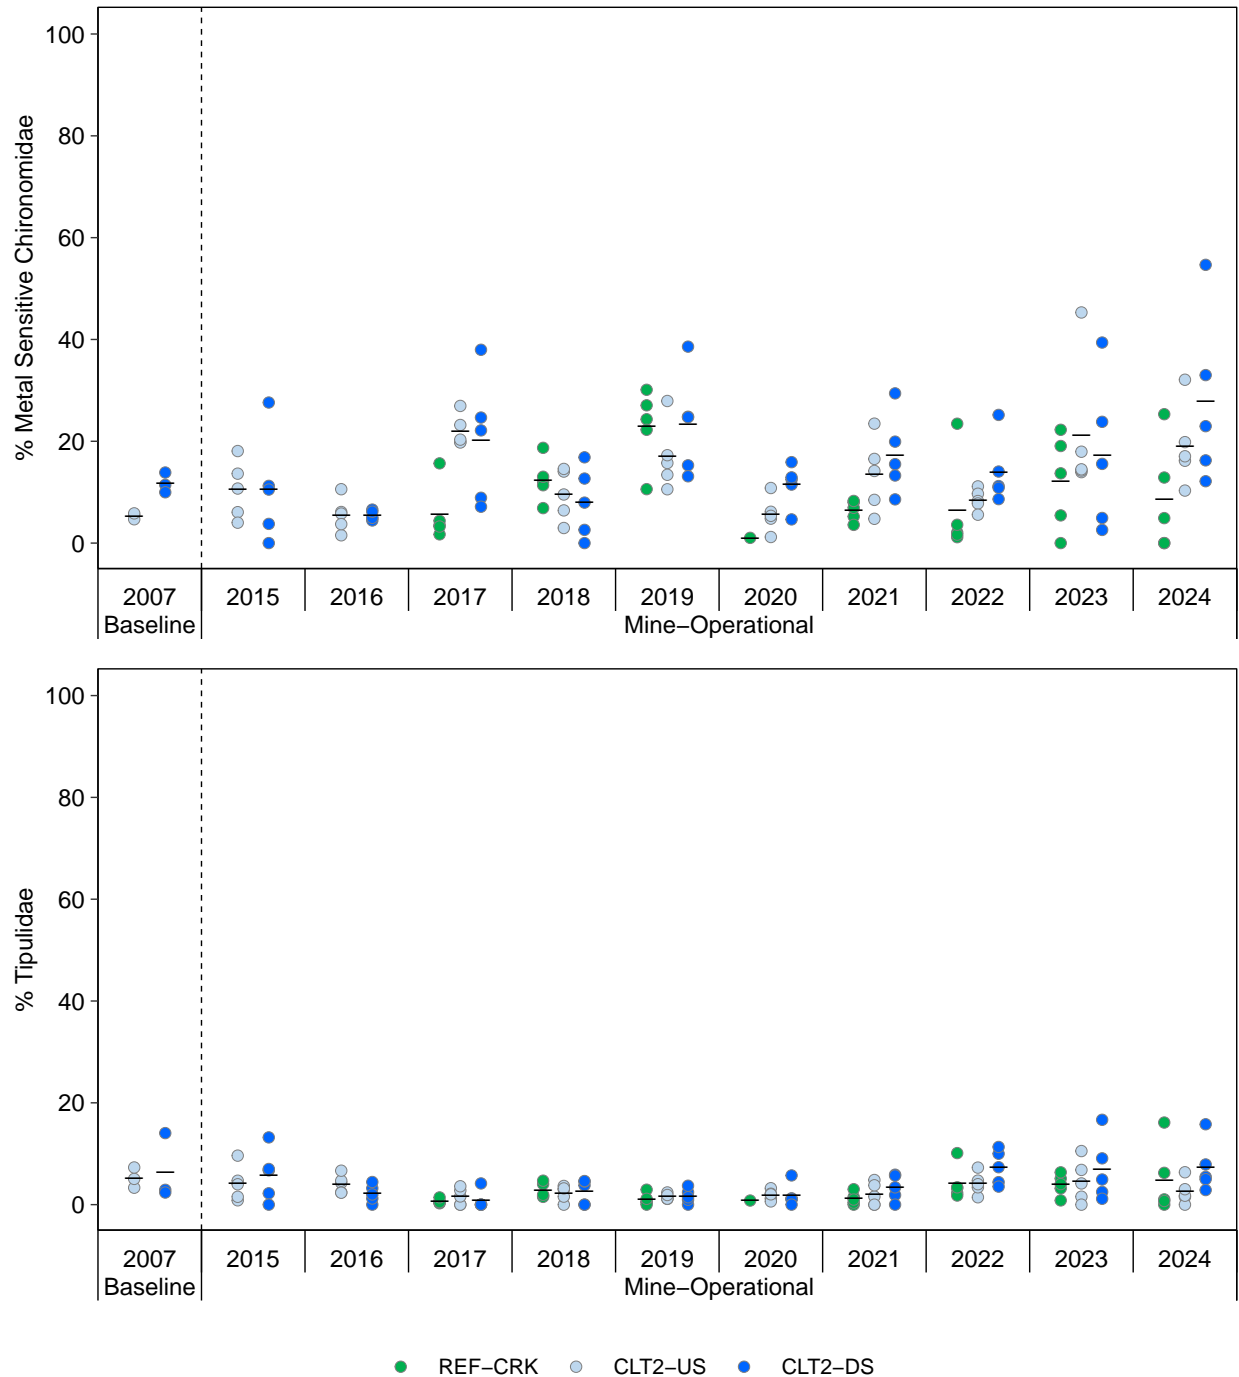 % Metal Sensitive Chironomidae
100
80
60
40
20
0
2007 2015 2016 2017 2018 2019 2020 2021 2022 2023 2024
Baseline Mine−Operational
% Tipulidae
100
80
60
40
20
0
2007 2015 2016 2017 2018 2019 2020 2021 2022 2023 2024
Baseline Mine−Operational
REF−CRK CLT2−US CLT2−DS